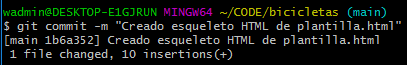 wadmin@DESKTOP-E1GJRUN MINGW64 ~/CODE/bicicletas (main)
$ git commit -m "Creado esqueleto HTML de plantilla.html"
[main 1b6a352] Creado esqueleto HTML de plantilla.html
 1 file changed, 10 insertions(+)